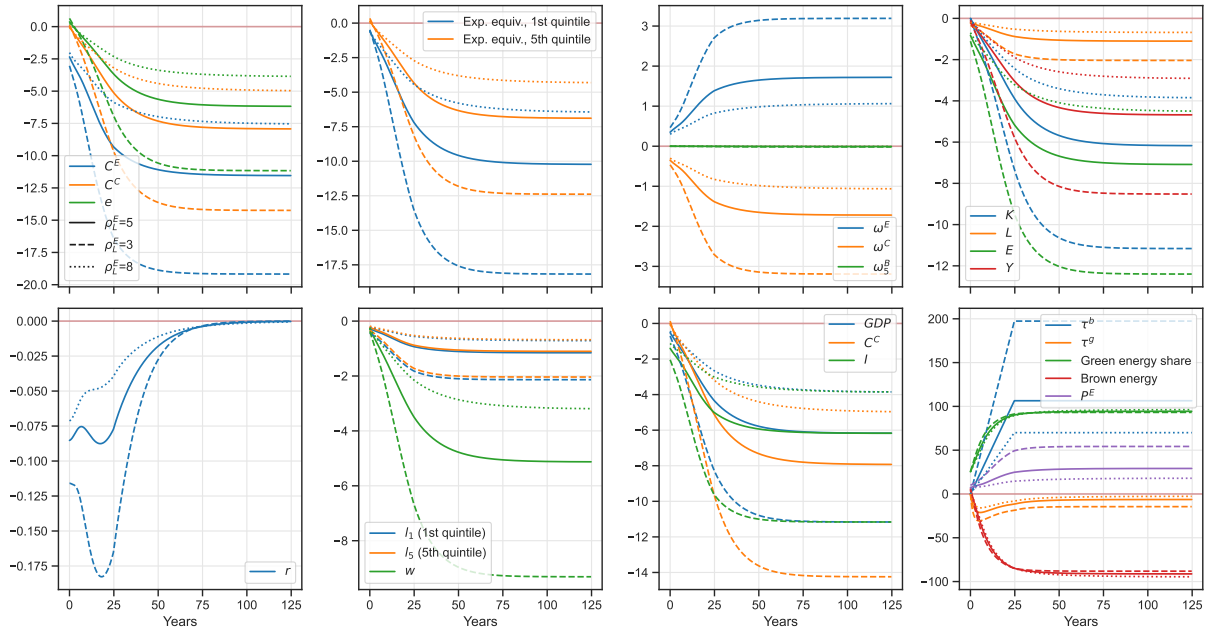 0.0
−2.5
−5.0
−7.5
−10.0
−12.5
−15.0
−17.5
−20.0
C^E
C^C
e
ρ_L^E=5
ρ_L^E=3
ρ_L^E=8
0.0
−2.5
−5.0
−7.5
−10.0
−12.5
−15.0
−17.5
Exp. equiv., 1st quintile
Exp. equiv., 5th quintile
3
2
1
0
−1
−2
−3
ω^E
ω^C
ω_5^B
0
−2
−4
−6
−8
−10
−12
K
L
E
Y
0.000
−0.025
−0.050
−0.075
−0.100
−0.125
−0.150
−0.175
r
0 25 50 75 100 125
Years
0
−2
−4
−6
−8
l_1 (1st quintile)
l_5 (5th quintile)
w
0 25 50 75 100 125
Years
0
−2
−4
−6
−8
−10
−12
−14
GDP
C^C
I
0 25 50 75 100 125
Years
200
150
100
50
0
−50
−100
τ^b
τ^g
Green energy share
Brown energy
P^E
0 25 50 75 100 125
Years